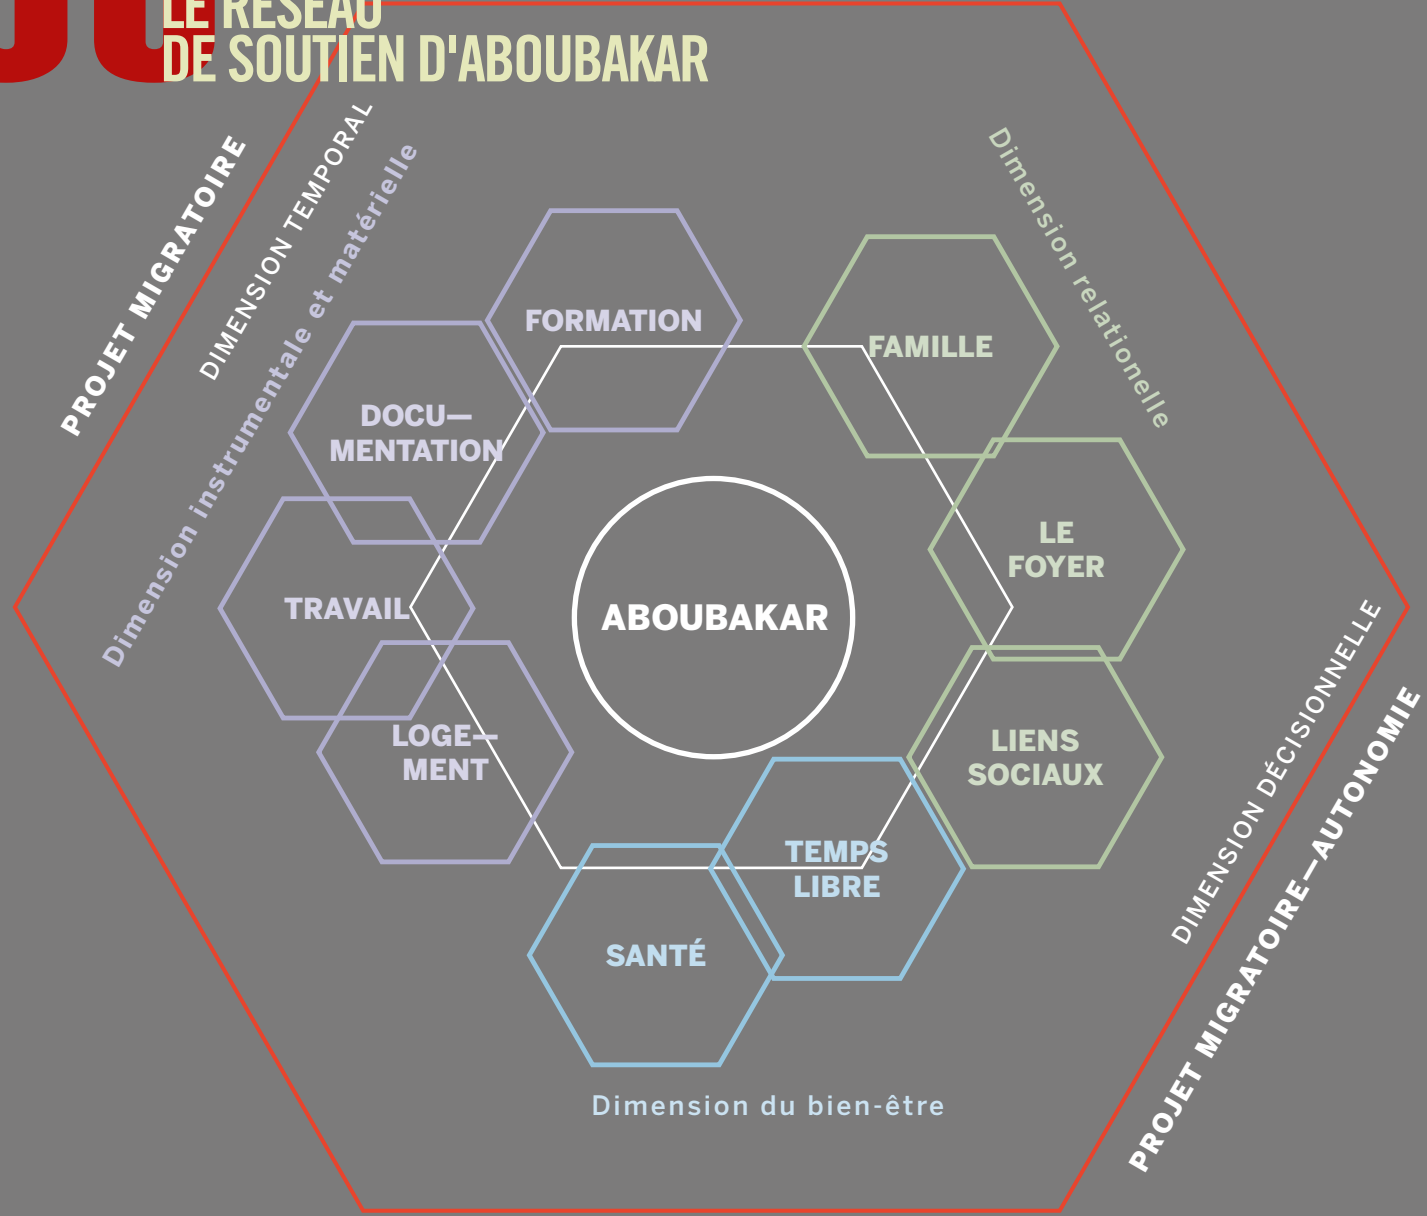 LE RÉSEAU
DE SOUTIEN D'ABOUBAKAR
PROJET MIGRATOIRE
DIMENSION TEMPORAL
Dimension instrumentale et matérielle
Dimension relationelle
FORMATION
FAMILLE
DOCU—
MENTATION
LE
FOYER
TRAVAIL
ABOUBAKAR
LOGE—
MENT
LIENS
SOCIAUX
TEMPS
LIBRE
SANTÉ
DIMENSION DÉCISIONNELLE
PROJET MIGRATOIRE—AUTONOMIE
Dimension du bien-être